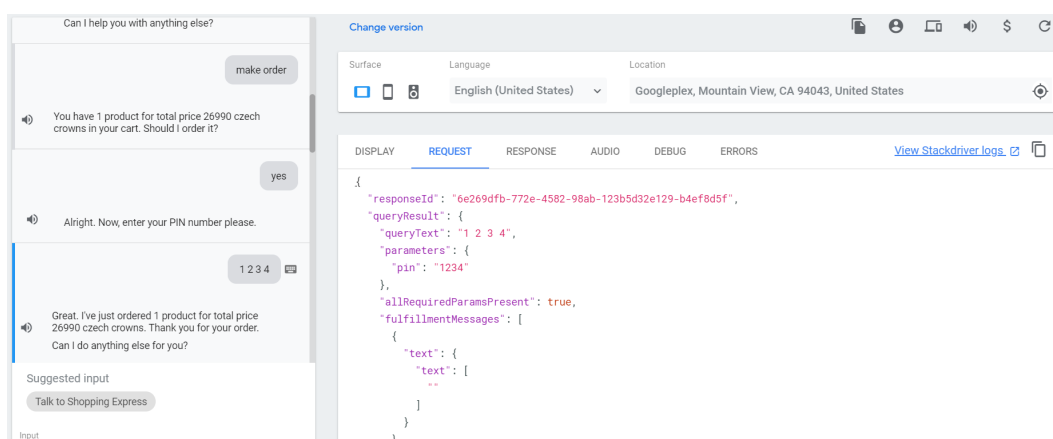 Can I help you with anything else?
make order
You have 1 product for total price 26990 czech
crowns in your cart. Should I order it?
yes
Alright. Now, enter your PIN number please.
1 2 3 4
Great. I've just ordered 1 product for total price
26990 czech crowns. Thank you for your order.
Can I do anything else for you?
Suggested input
Talk to Shopping Express
Input
Change version
Surface
Language
Location
English (United States)
Googleplex, Mountain View, CA 94043, United States
DISPLAY REQUEST RESPONSE AUDIO DEBUG ERRORS View Stackdriver logs
{
"responseId": "6e269dfb-772e-4582-98ab-123b5d32e129-b4ef8d5f",
"queryResult": {
"queryText": "1 2 3 4",
"parameters": {
"pin": "1234"
},
"allRequiredParamsPresent": true,
"fulfillmentMessages": [
{
"text": {
"text": [
""
]
}
}